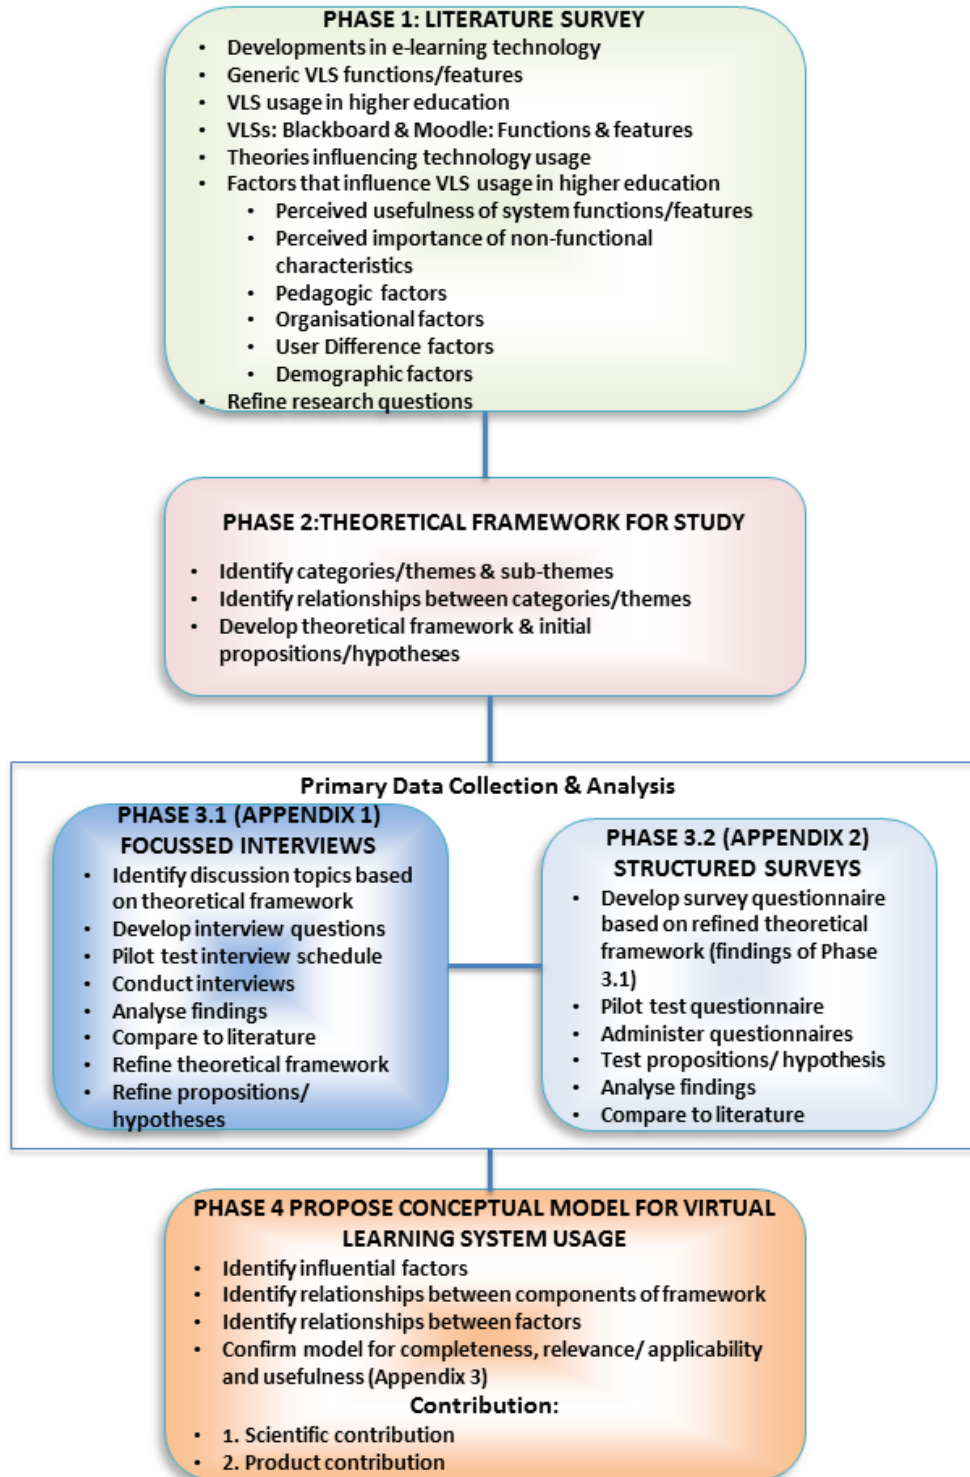 PHASE 1: LITERATURE SURVEY
• Developments in e-learning technology
• Generic VLS functions/features
• VLS usage in higher education
• VLSs: Blackboard & Moodle: Functions & features
• Theories influencing technology usage
• Factors that influence VLS usage in higher education
• Perceived usefulness of system functions/features
• Perceived importance of non-functional
characteristics
• Pedagogic factors
• Organisational factors
• User Difference factors
• Demographic factors
• Refine research questions
PHASE 2:THEORETICAL FRAMEWORK FOR STUDY
• Identify categories/themes & sub-themes
• Identify relationships between categories/themes
• Develop theoretical framework & initial
propositions/hypotheses
Primary Data Collection & Analysis
PHASE 3.1 (APPENDIX 1)
FOCUSSED INTERVIEWS
• Identify discussion topics based
on theoretical framework
• Develop interview questions
• Pilot test interview schedule
• Conduct interviews
• Analyse findings
• Compare to literature
• Refine theoretical framework
• Refine propositions/
hypotheses
PHASE 3.2 (APPENDIX 2)
STRUCTURED SURVEYS
• Develop survey questionnaire
based on refined theoretical
framework (findings of Phase
3.1)
• Pilot test questionnaire
• Administer questionnaires
• Test propositions/ hypothesis
• Analyse findings
• Compare to literature
PHASE 4 PROPOSE CONCEPTUAL MODEL FOR VIRTUAL
LEARNING SYSTEM USAGE
• Identify influential factors
• Identify relationships between components of framework
• Identify relationships between factors
• Confirm model for completeness, relevance/ applicability
and usefulness (Appendix 3)
Contribution:
• 1. Scientific contribution
• 2. Product contribution